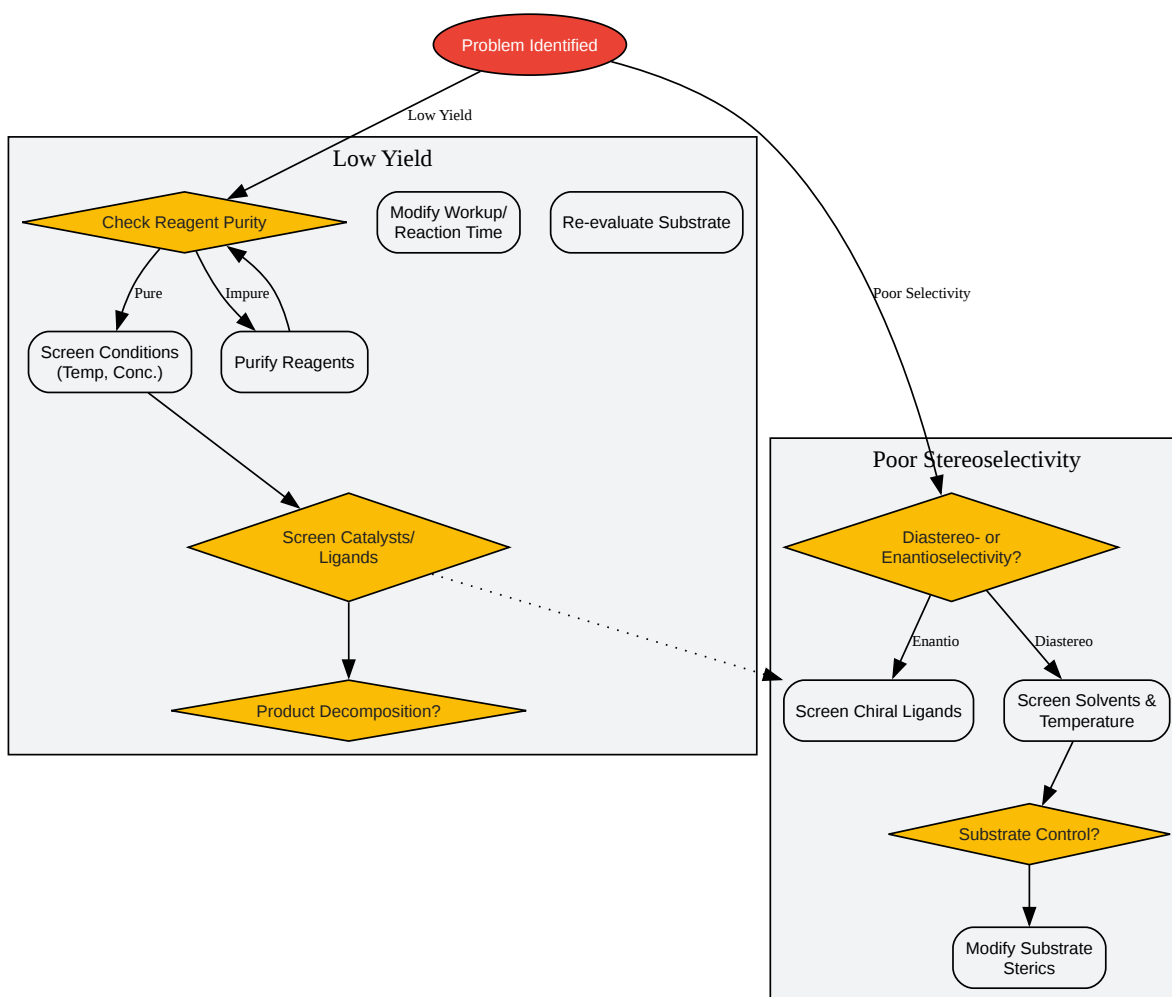 Problem Identified
Low Yield
Low Yield
Check Reagent Purity
Modify Workup/
Reaction Time
Re-evaluate Substrate
Pure
Impure
Poor Selectivity
Screen Conditions
(Temp, Conc.)
Purify Reagents
Poor Stereoselectivity
Screen Catalysts/
Ligands
Diastereo- or
Enantioselectivity?
Enantio
Diastereo
Product Decomposition?
Screen Chiral Ligands
Screen Solvents &
Temperature
Substrate Control?
Modify Substrate
Sterics